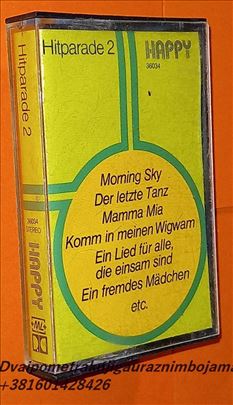 Hitparade 2
HAPPY
36034
Morning Sky
Der letzte Tanz
Mamma Mia
Komm in meinen Wigwam
Ein Lied für alle,
die einsam sind
Ein fremdes Mädchen
etc.
Hitparade 2
36034
STEREO
HAPPY
+381601428426